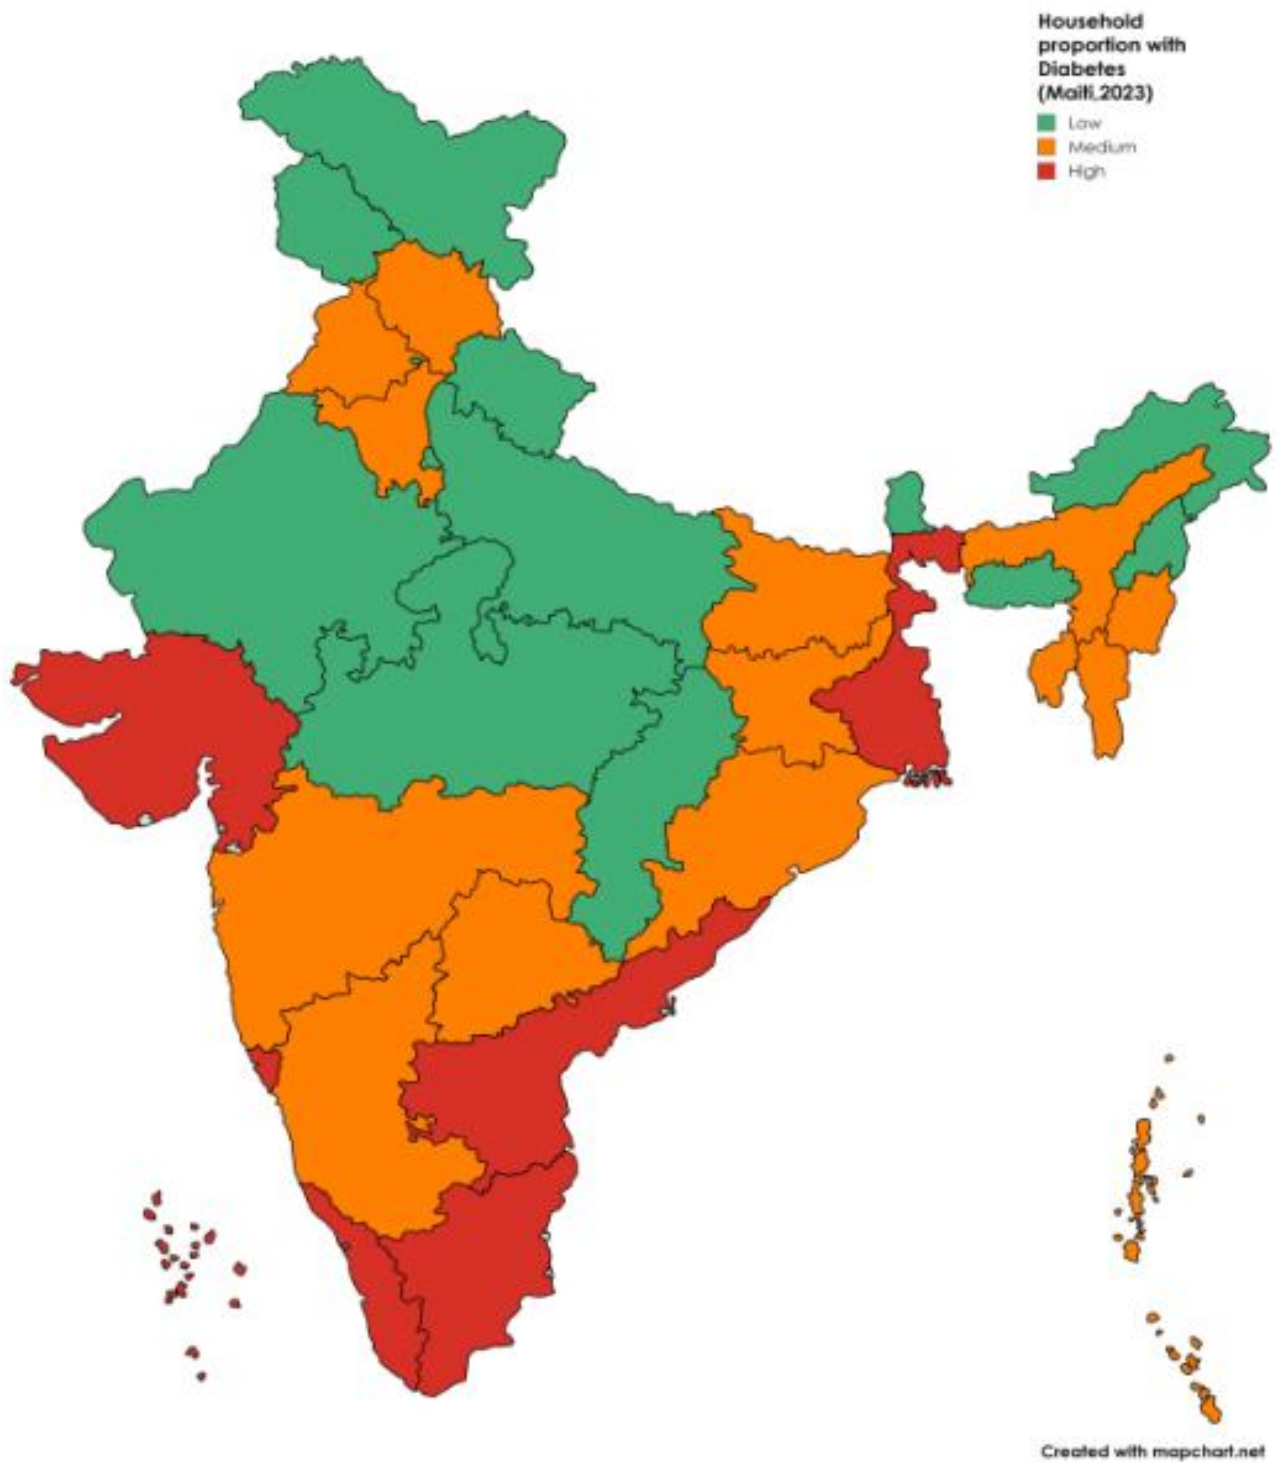 Household
proportion with
Diabetes
(Maiti,2023)
Low
Medium
High
Created with mapchart.net